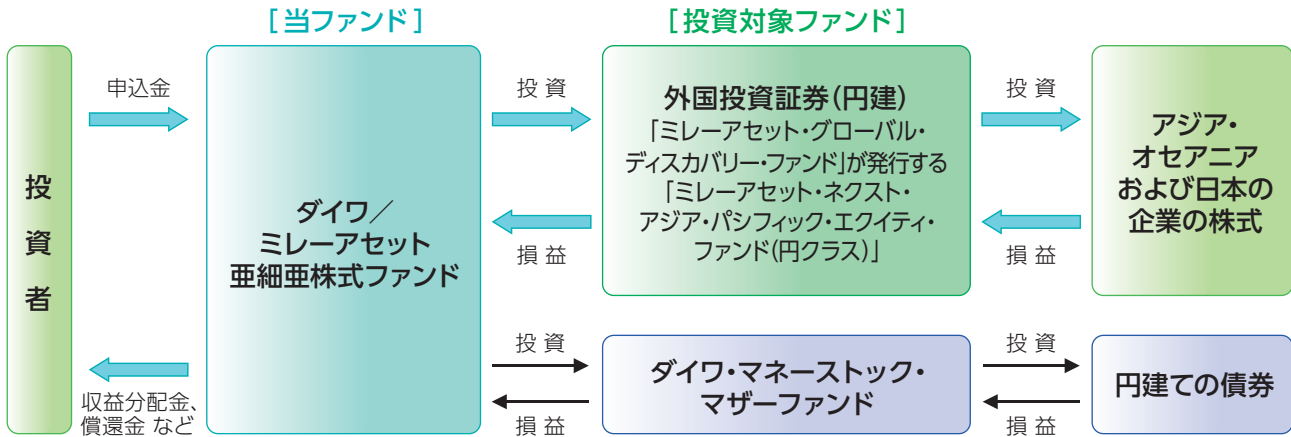 [当ファンド]
[投資対象ファンド]
投資者
申込金
収益分配金、
償還金 など
ダイワ／
ミレーアセット
亜細亜株式ファンド
投 資
損 益
外国投資証券(円建)
「ミレーアセット・グローバル・
ディスカバリー・ファンド」が発行する
「ミレーアセット・ネクスト・
アジア・パシフィック・エクイティ・
ファンド(円クラス)」
投 資
損 益
アジア・
オセアニア
および日本の
企業の株式
投 資
損 益
ダイワ・マネーストック・
マザーファンド
投 資
損 益
円建ての債券